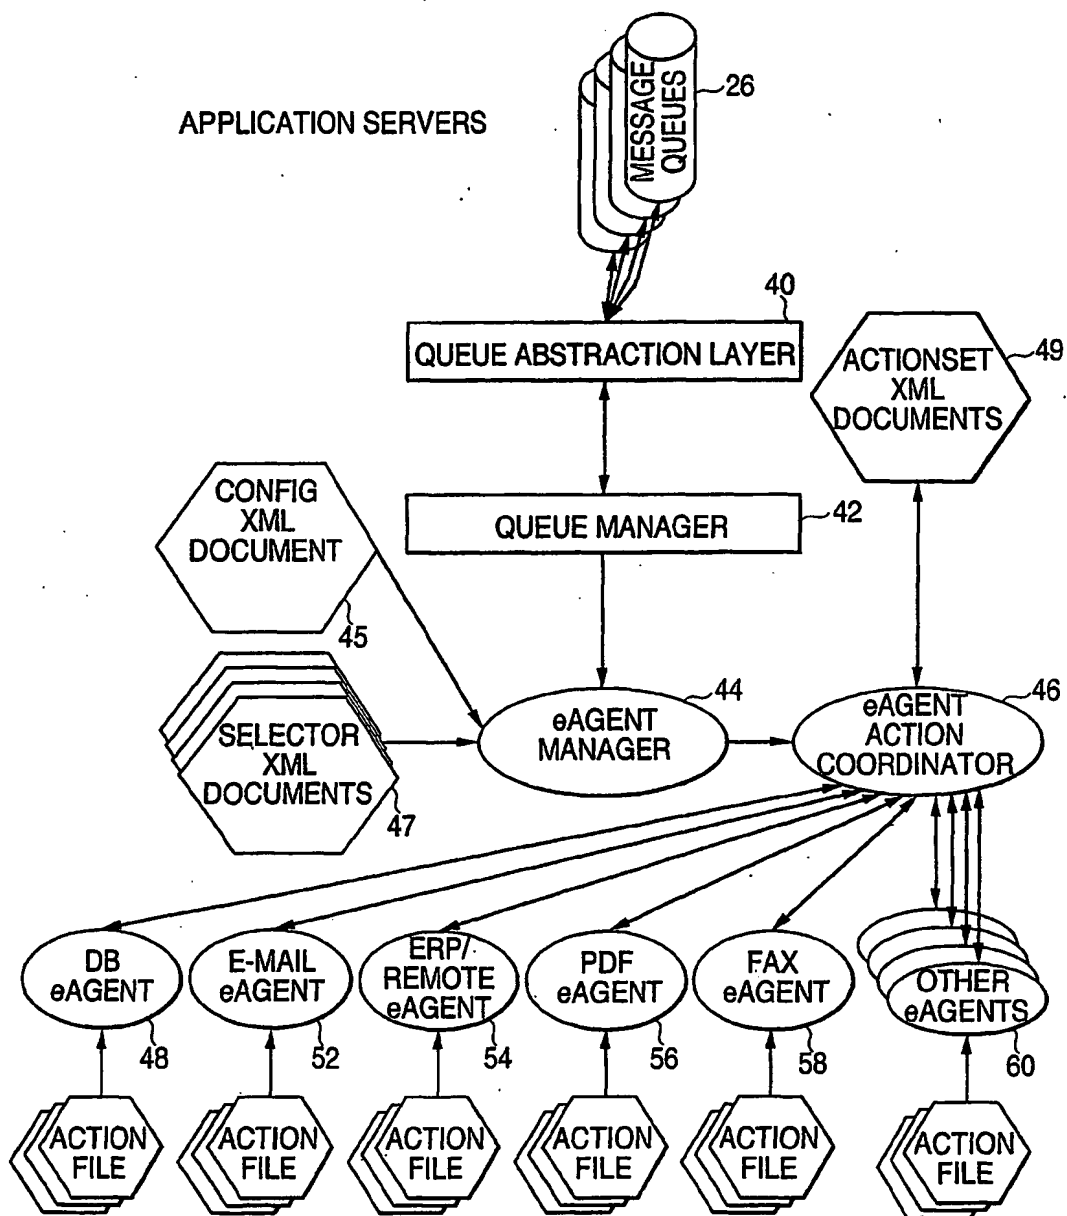 MESSAGE
QUEUES
26
APPLICATION SERVERS
40
QUEUE ABSTRACTION LAYER
ACTIONSET
XML
DOCUMENTS
49
CONFIG
XML
DOCUMENT
45
QUEUE MANAGER
42
SELECTOR
XML
DOCUMENTS
47
eAGENT
MANAGER
44
eAGENT
ACTION
COORDINATOR
46
DB
eAGENT
48
E-MAIL
eAGENT
52
ERP/
REMOTE
eAGENT
54
PDF
eAGENT
56
FAX
eAGENT
58
OTHER
eAGENTS
60
ACTION
FILE
ACTION
FILE
ACTION
FILE
ACTION
FILE
ACTION
FILE
ACTION
FILE